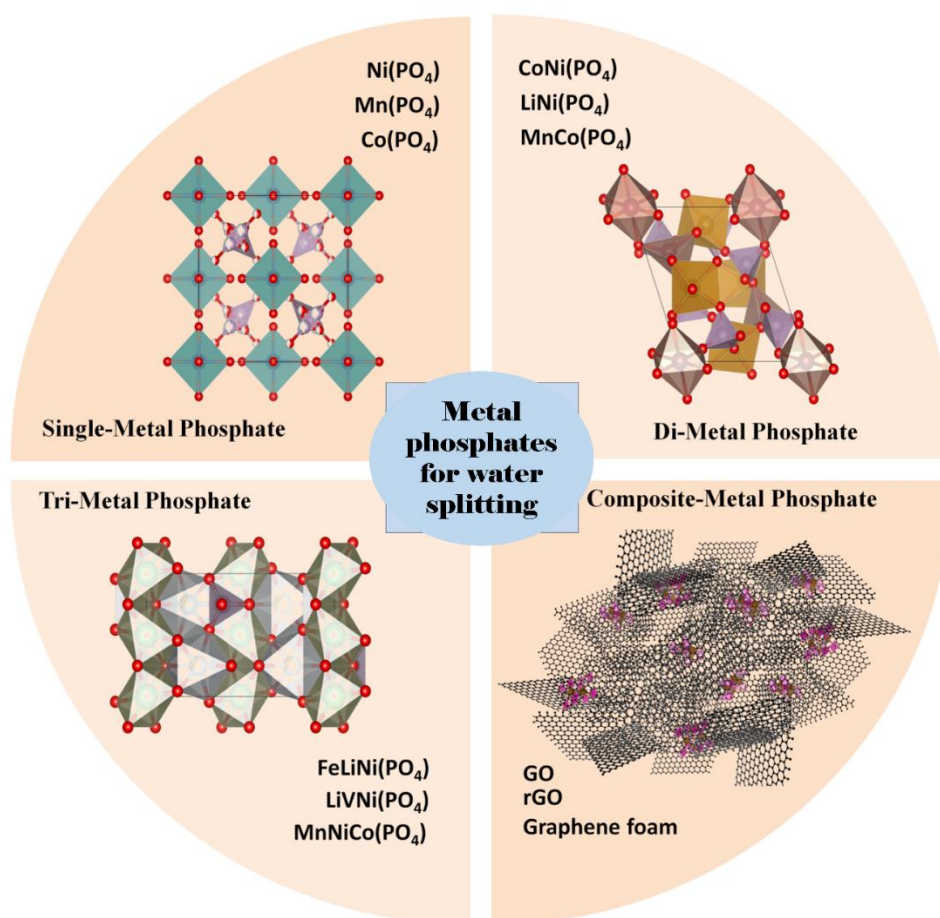 Ni(PO₄)
Mn(PO₄)
Co(PO₄)
Single-Metal Phosphate
CoNi(PO₄)
LiNi(PO₄)
MnCo(PO₄)
Di-Metal Phosphate
Metal
phosphates
for water
splitting
Tri-Metal Phosphate
FeLiNi(PO₄)
LiVNi(PO₄)
MnNiCo(PO₄)
Composite-Metal Phosphate
GO
rGO
Graphene foam